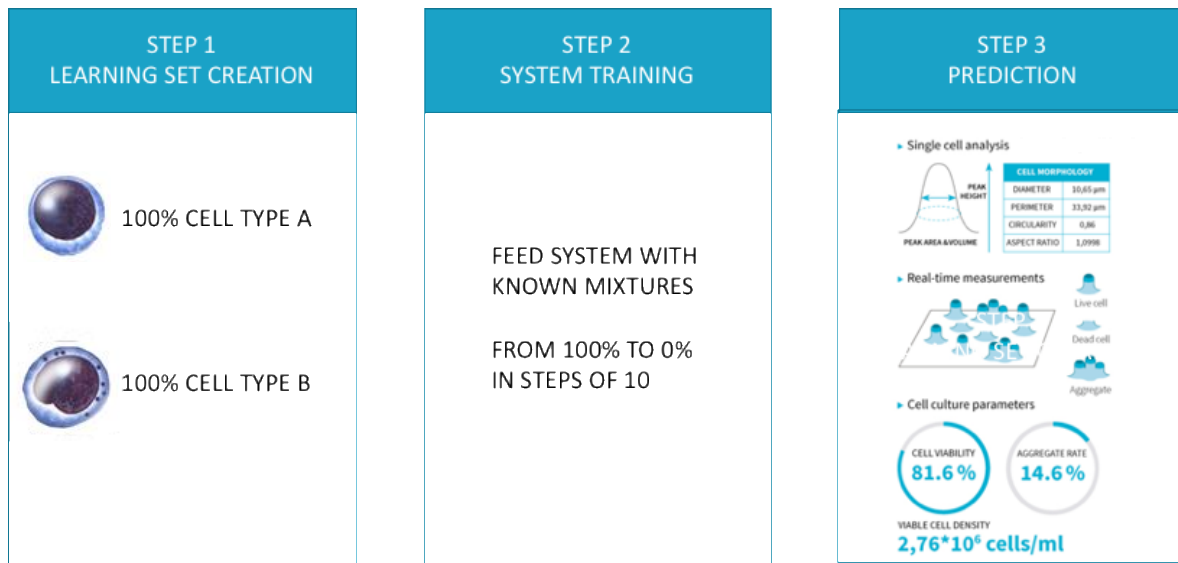 STEP 1
LEARNING SET CREATION
100% CELL TYPE A
100% CELL TYPE B
STEP 2
SYSTEM TRAINING
FEED SYSTEM WITH
KNOWN MIXTURES
FROM 100% TO 0%
IN STEPS OF 10
STEP 3
PREDICTION
▸ Single cell analysis
PEAK
HEIGHT
PEAK AREA & VOLUME
CELL MORPHOLOGY
DIAMETER 10,65 µm
PERIMETER 33,92 µm
CIRCULARITY 0,86
ASPECT RATIO 1,0998
▸ Real-time measurements
STEP
SE
Live cell
Dead cell
Aggregate
▸ Cell culture parameters
CELL VIABILITY
81.6 %
AGGREGATE RATE
14.6 %
VIABLE CELL DENSITY
2,76*10⁶ cells/ml